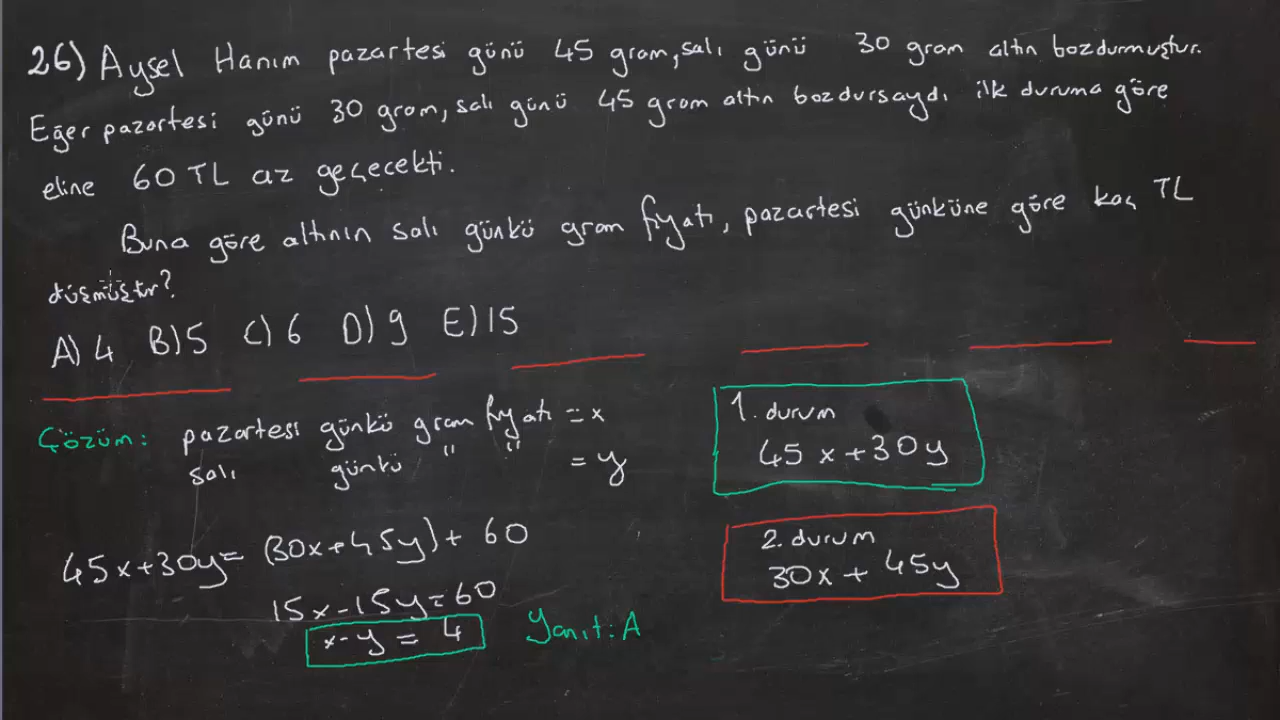 26) Aysel Hanım pazartesi günü 45 gram, salı günü 30 gram altın bozdurmuştur.
Eğer pazartesi günü 30 gram, salı günü 45 gram altın bozdursaydı ilk duruma göre
eline 60 TL az geçecekti.
Buna göre altının salı günkü gram fiyatı, pazartesi günküne göre kaç TL
düşmüştür?
A) 4 B) 5 C) 6 D) 9 E) 15
Çözüm: pazartesi günkü gram fiyatı = x
salı günkü " " = y
1. durum
45x+30y
45x+30y= (30x+45y)+ 60
15x-15y=60
x-y = 4
Yanıt: A
2. durum
30x + 45y